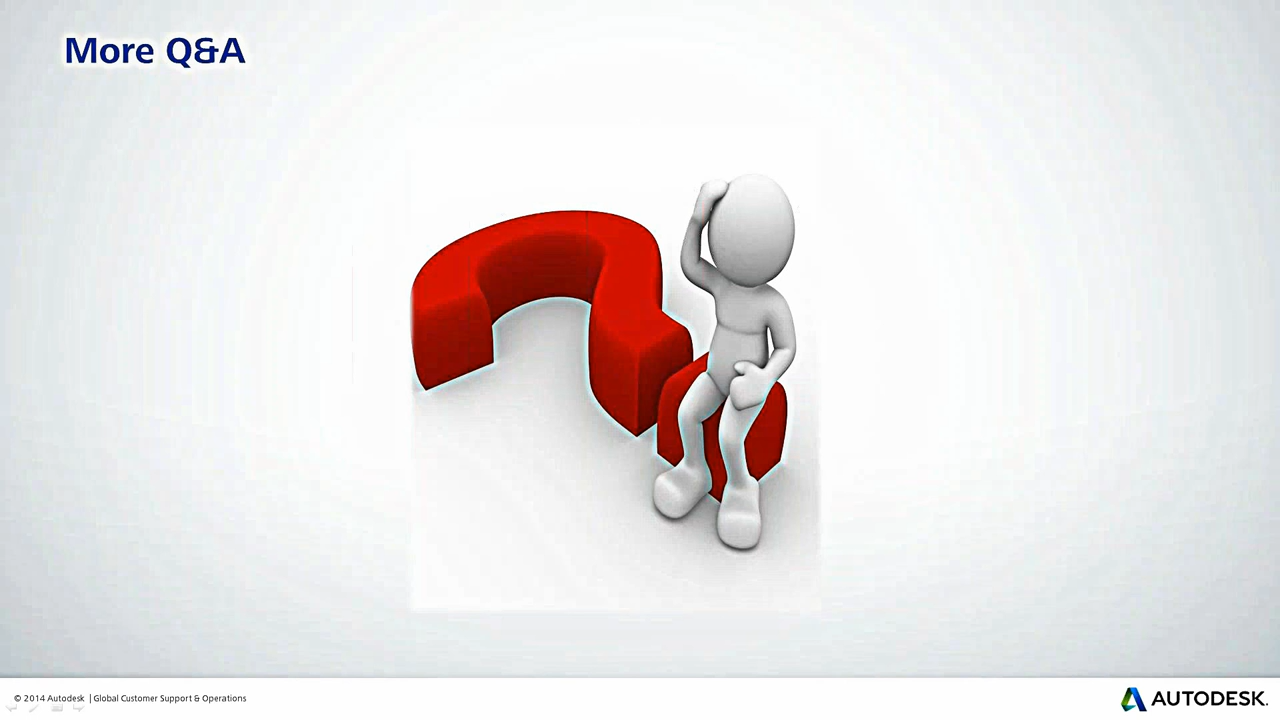 More Q&A
© 2014 Autodesk | Global Customer Support & Operations
AUTODESK.